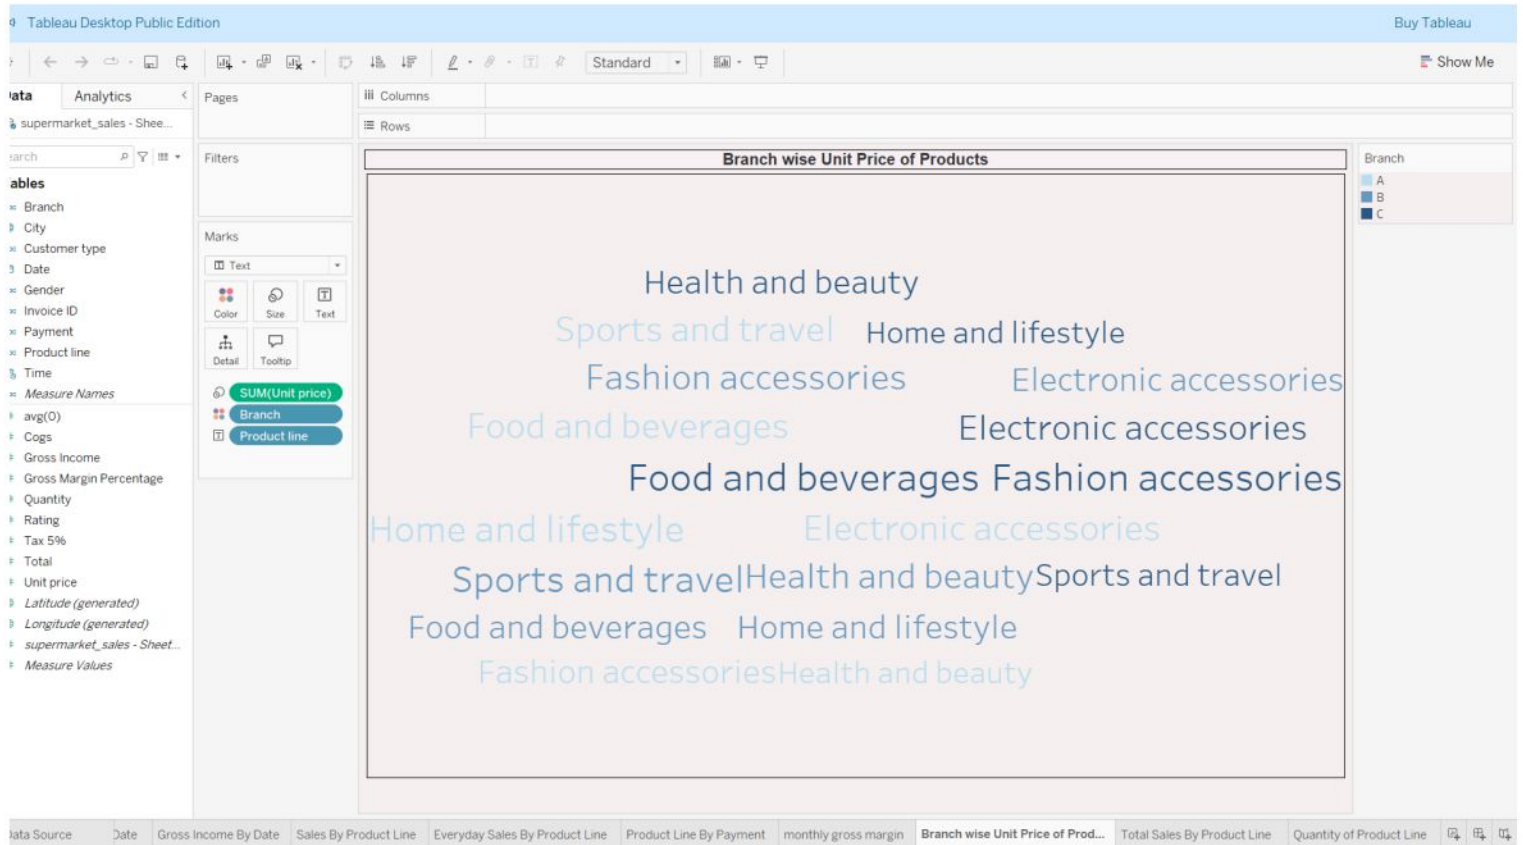 Tableau Desktop Public Edition
Buy Tableau
Standard
Show Me
Analytics
Pages
Columns
supermarket_sales - Shee...
Rows
Filters
Branch wise Unit Price of Products
Branch
A
B
C
Branch
City
Customer type
Date
Gender
Invoice ID
Payment
Product line
Time
Measure Names
avg(0)
Cogs
Gross Income
Gross Margin Percentage
Quantity
Rating
Tax 5%
Total
Unit price
Latitude (generated)
Longitude (generated)
supermarket_sales - Sheet...
Measure Values
Marks
Text
Color Size Text
Detail Tooltip
SUM(Unit price)
Branch
Product line
Health and beauty
Sports and travel Home and lifestyle
Fashion accessories Electronic accessories
Food and beverages Electronic accessories
Food and beverages Fashion accessories
Home and lifestyle Electronic accessories
Sports and travel Health and beauty Sports and travel
Food and beverages Home and lifestyle
Fashion accessories Health and beauty
Source Date Gross Income By Date Sales By Product Line Everyday Sales By Product Line Product Line By Payment monthly gross margin Branch wise Unit Price of Prod... Total Sales By Product Line Quantity of Product Line